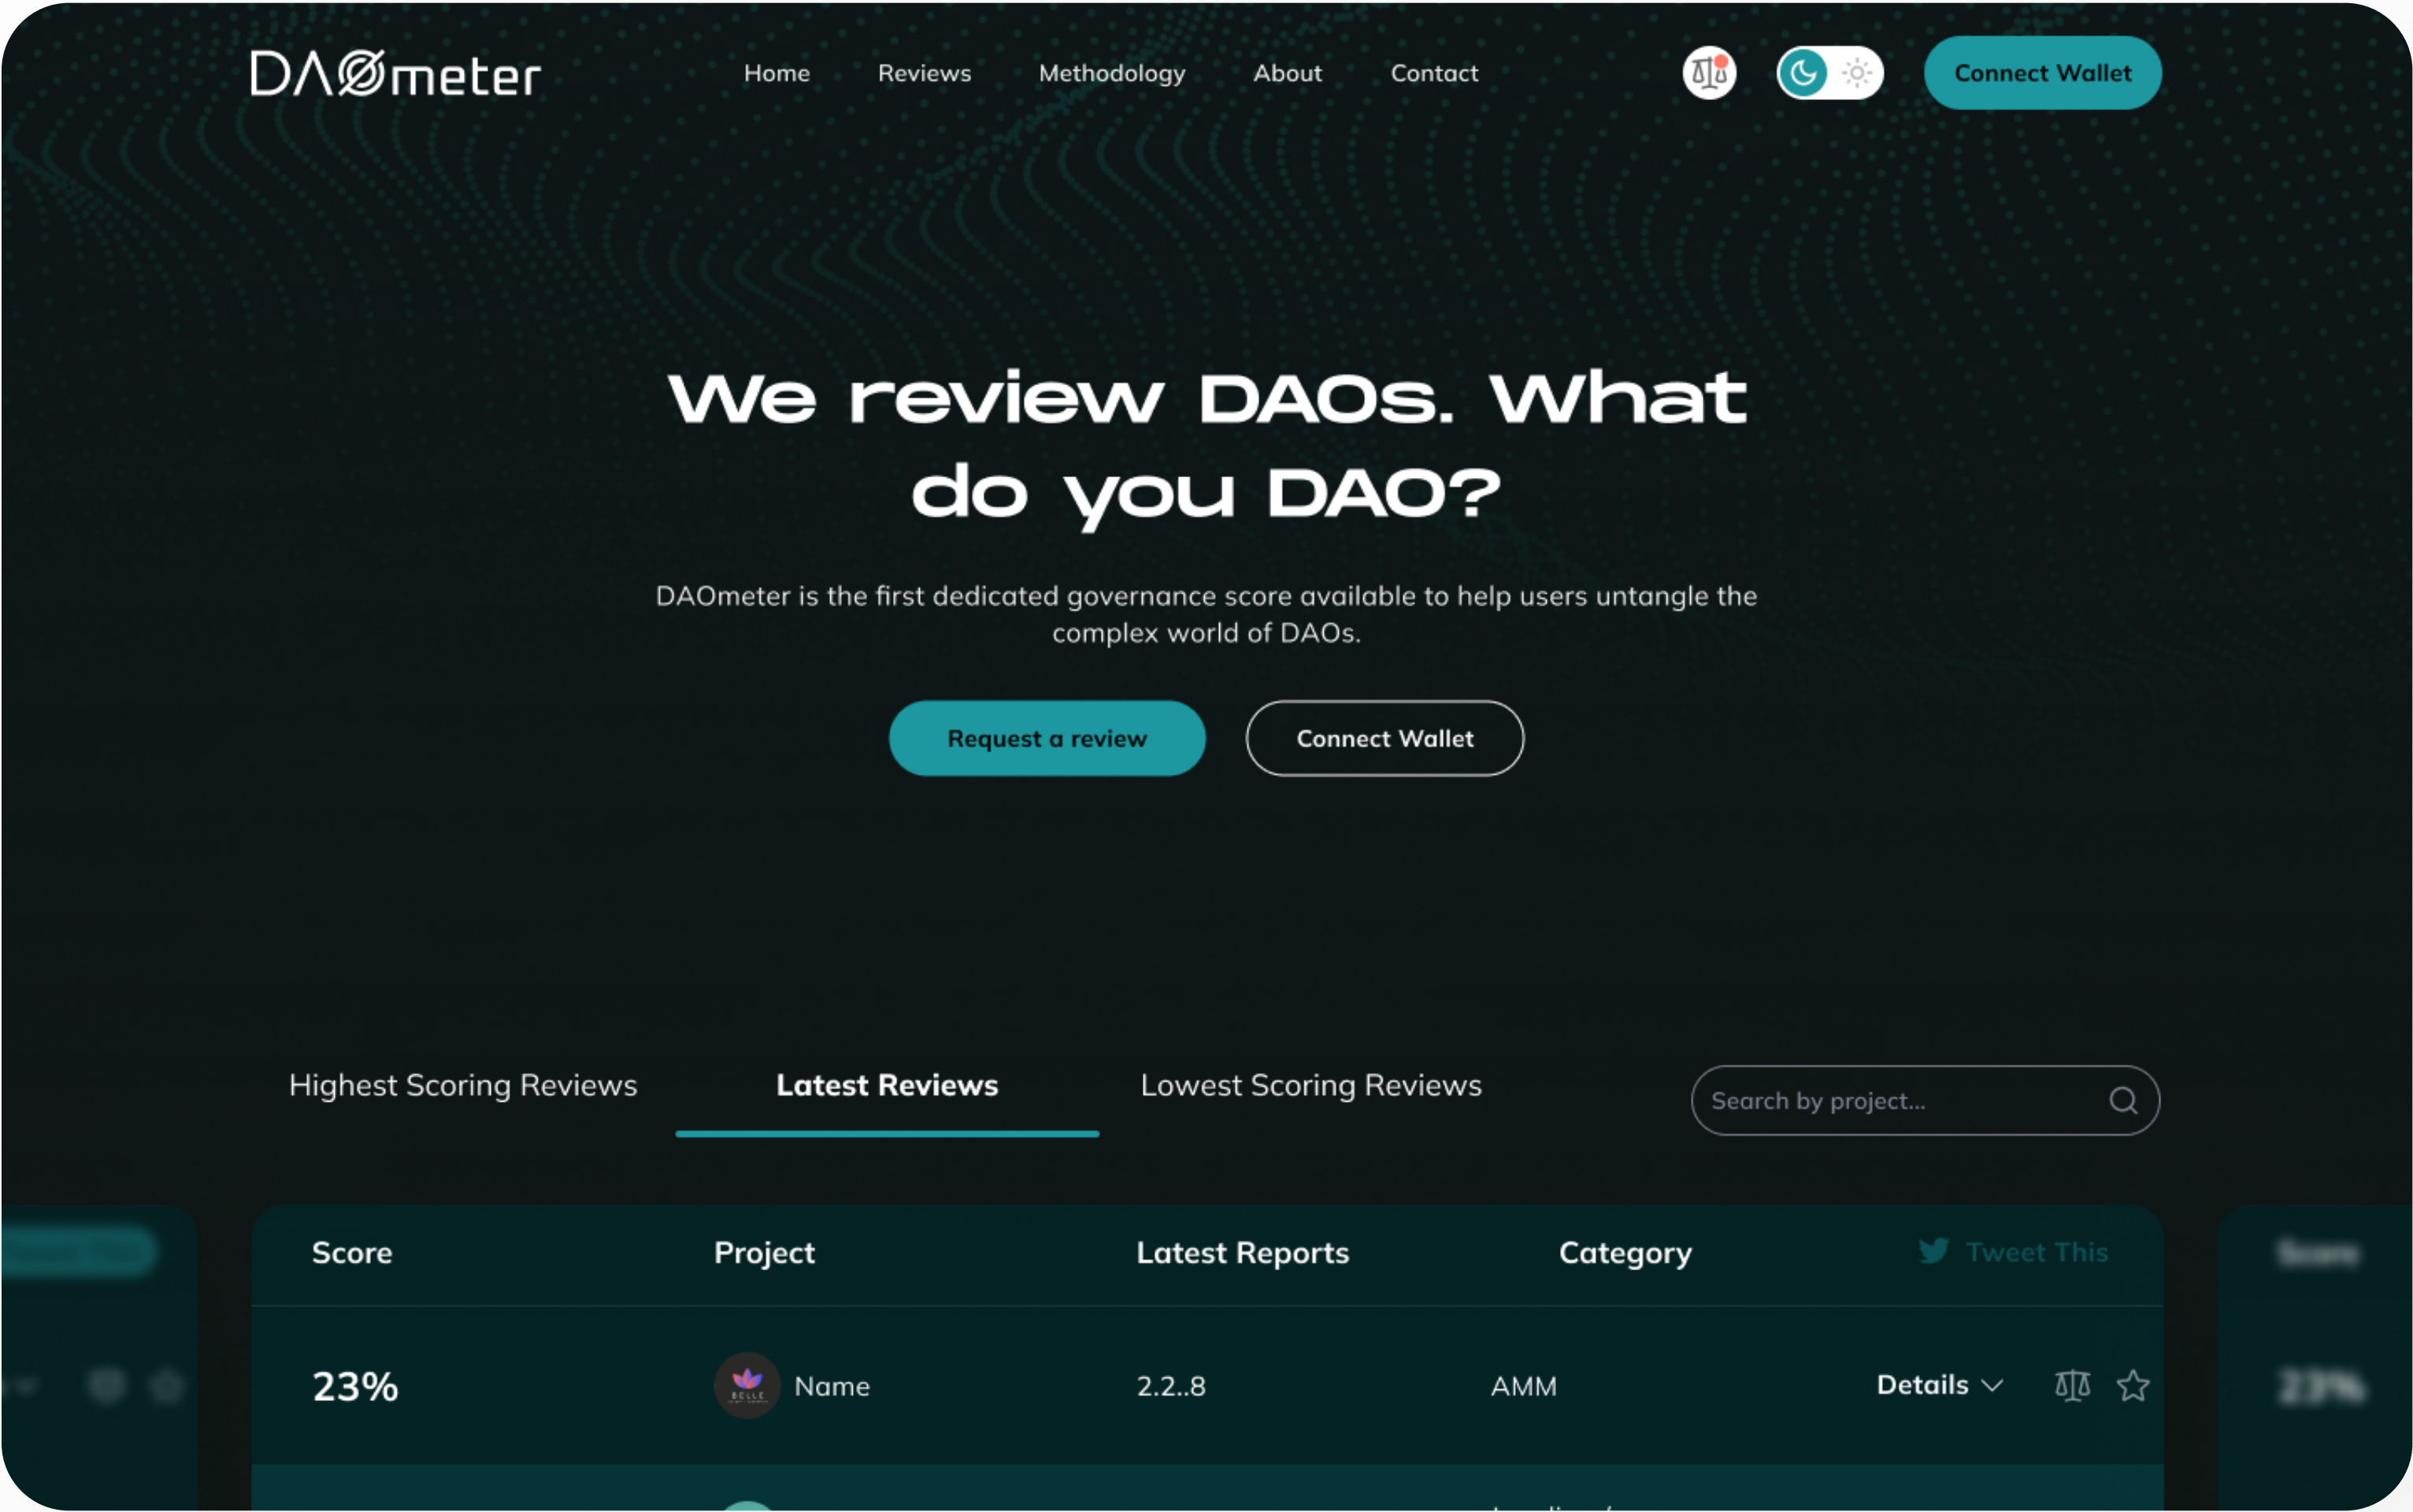 DAØmeter
Home Reviews Methodology About Contact
Connect Wallet
We review DAOs. What
do you DAO?
DAOmeter is the first dedicated governance score available to help users untangle the
complex world of DAOs.
Request a review Connect Wallet
Highest Scoring Reviews Latest Reviews Lowest Scoring Reviews Search by project...
Score Project Latest Reports Category Tweet This Score
23% BELLE Name 2.2..8 AMM Details 23%